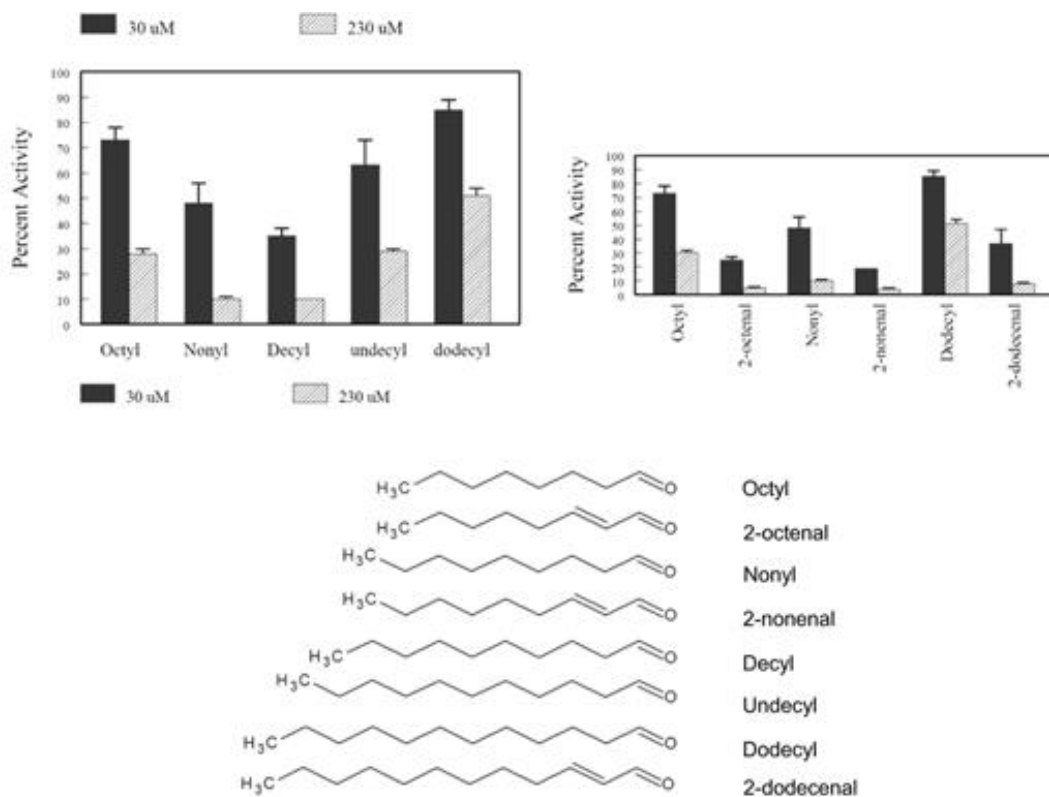 30 uM 230 uM
Percent Activity
100
90
80
70
60
50
40
30
20
10
0
Octyl Nonyl Decyl undecyl dodecyl
30 uM 230 uM
Percent Activity
100
90
80
70
60
50
40
30
20
10
0
Octyl
2-octenal
Nonyl
2-nonenal
Dodecyl
2-dodecenal
H3C O Octyl
H3C O 2-octenal
H3C O Nonyl
H3C O 2-nonenal
H3C O Decyl
H3C O Undecyl
H3C O Dodecyl
H3C O 2-dodecenal